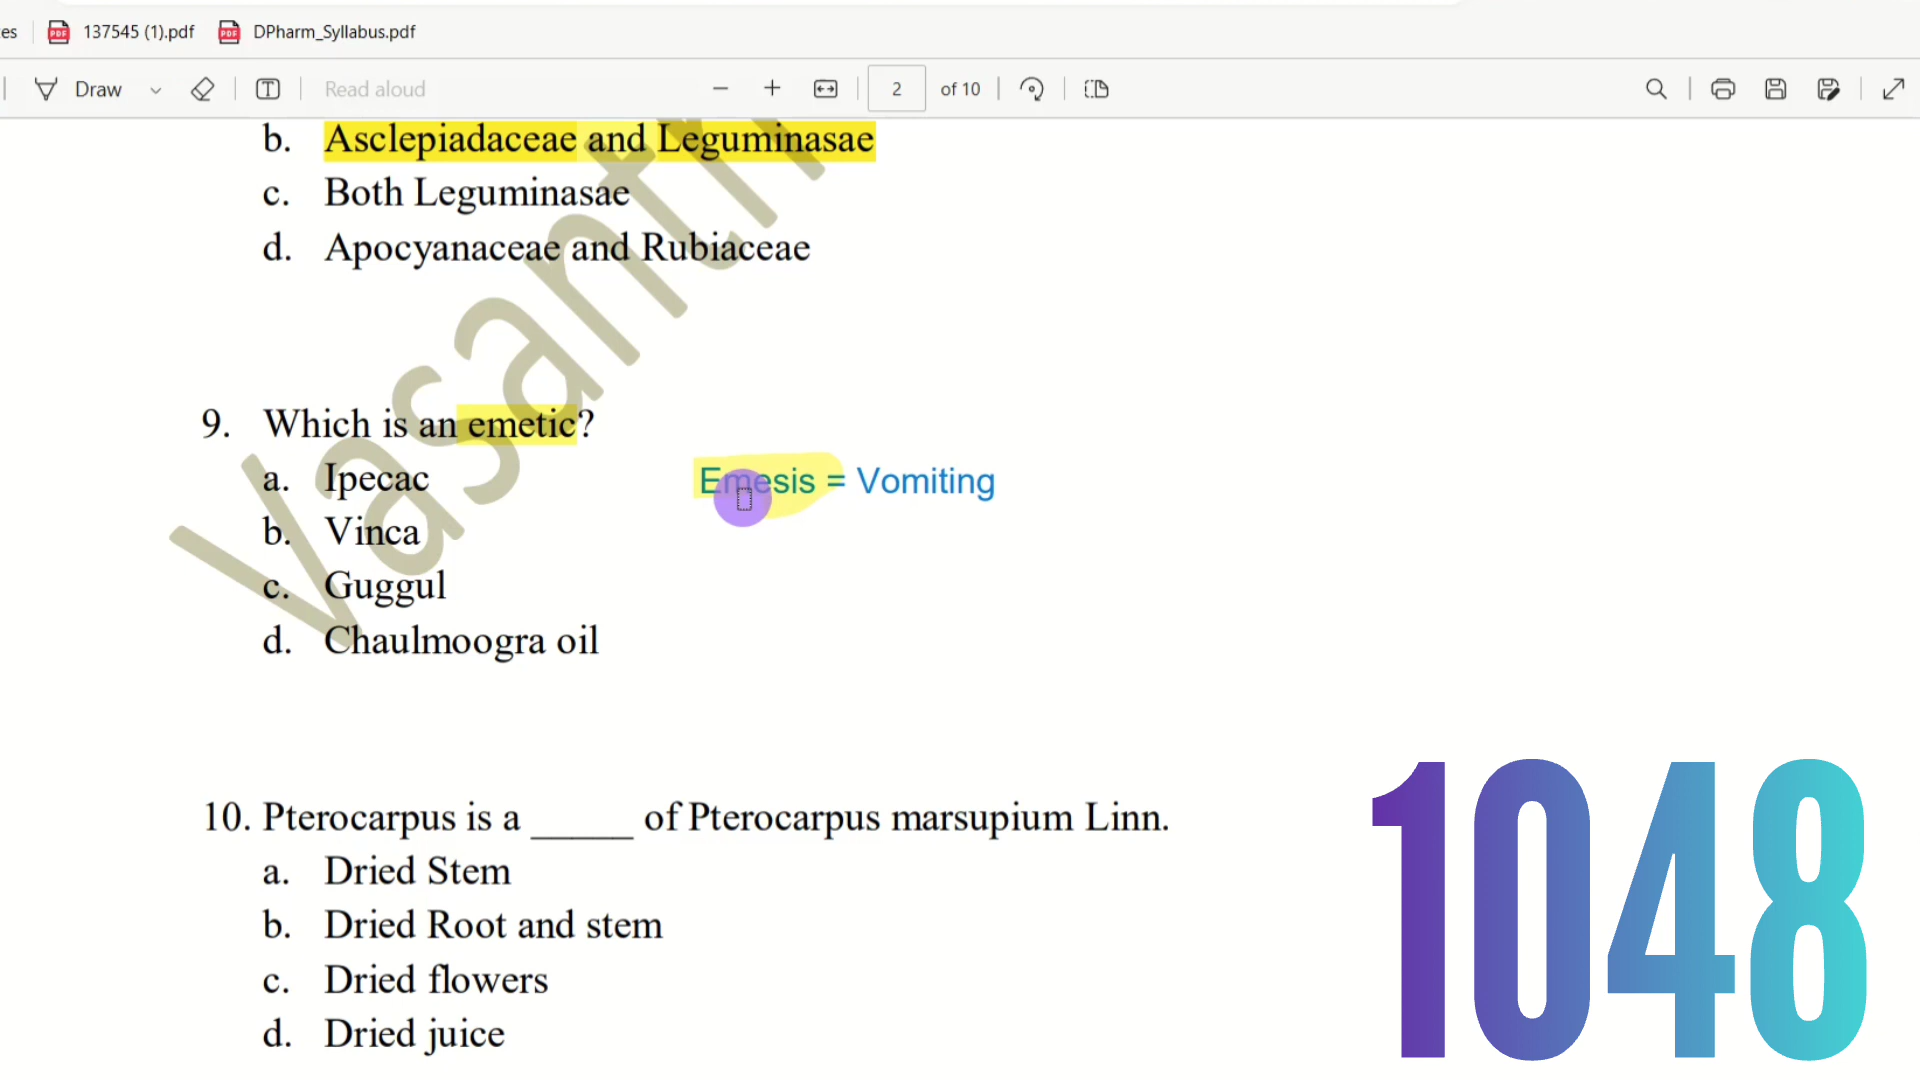 es
137545 (1).pdf
DPharm_Syllabus.pdf
Draw
Read aloud
2
of 10
b. Asclepiadaceae and Leguminasae
c. Both Leguminasae
d. Apocyanaceae and Rubiaceae
9. Which is an emetic?
a. Ipecac
Emesis = Vomiting
b. Vinca
c. Guggul
d. Chaulmoogra oil
10. Pterocarpus is a _____ of Pterocarpus marsupium Linn.
a. Dried Stem
b. Dried Root and stem
c. Dried flowers
d. Dried juice
1048